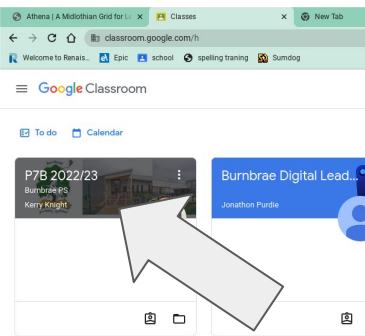 Athena | A Midlothian Grid for Le
Classes
New Tab
classroom.google.com/h
Welcome to Renais...
Epic
school
spelling traning
Sumdog
Google Classroom
To do
Calendar
P7B 2022/23
Burnbrae PS
Kerry Knight
Burnbrae Digital Lead...
Jonathon Purdie